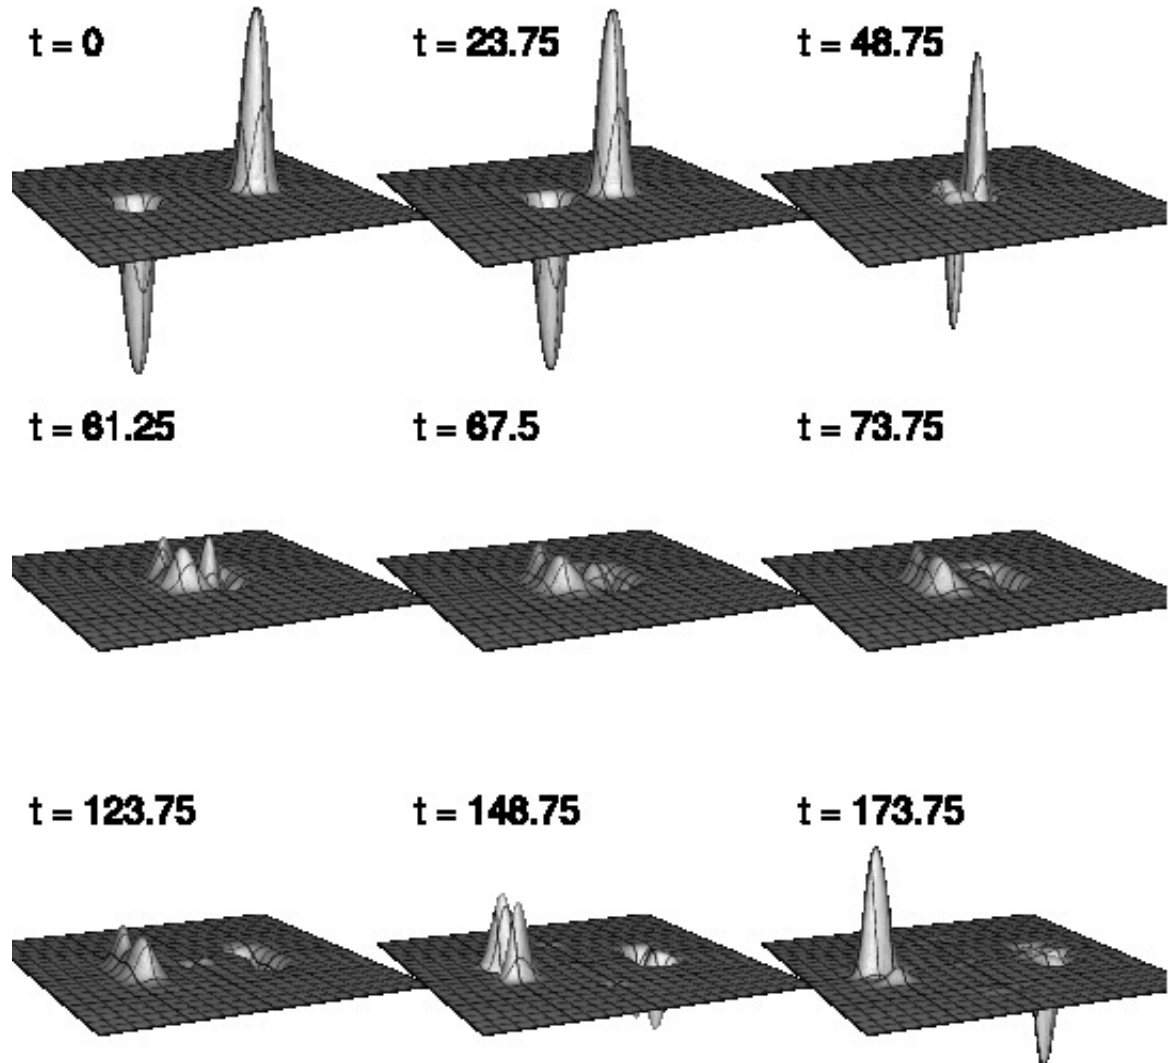 t = 0
t = 23.75
t = 48.75
t = 61.25
t = 67.5
t = 73.75
t = 123.75
t = 148.75
t = 173.75